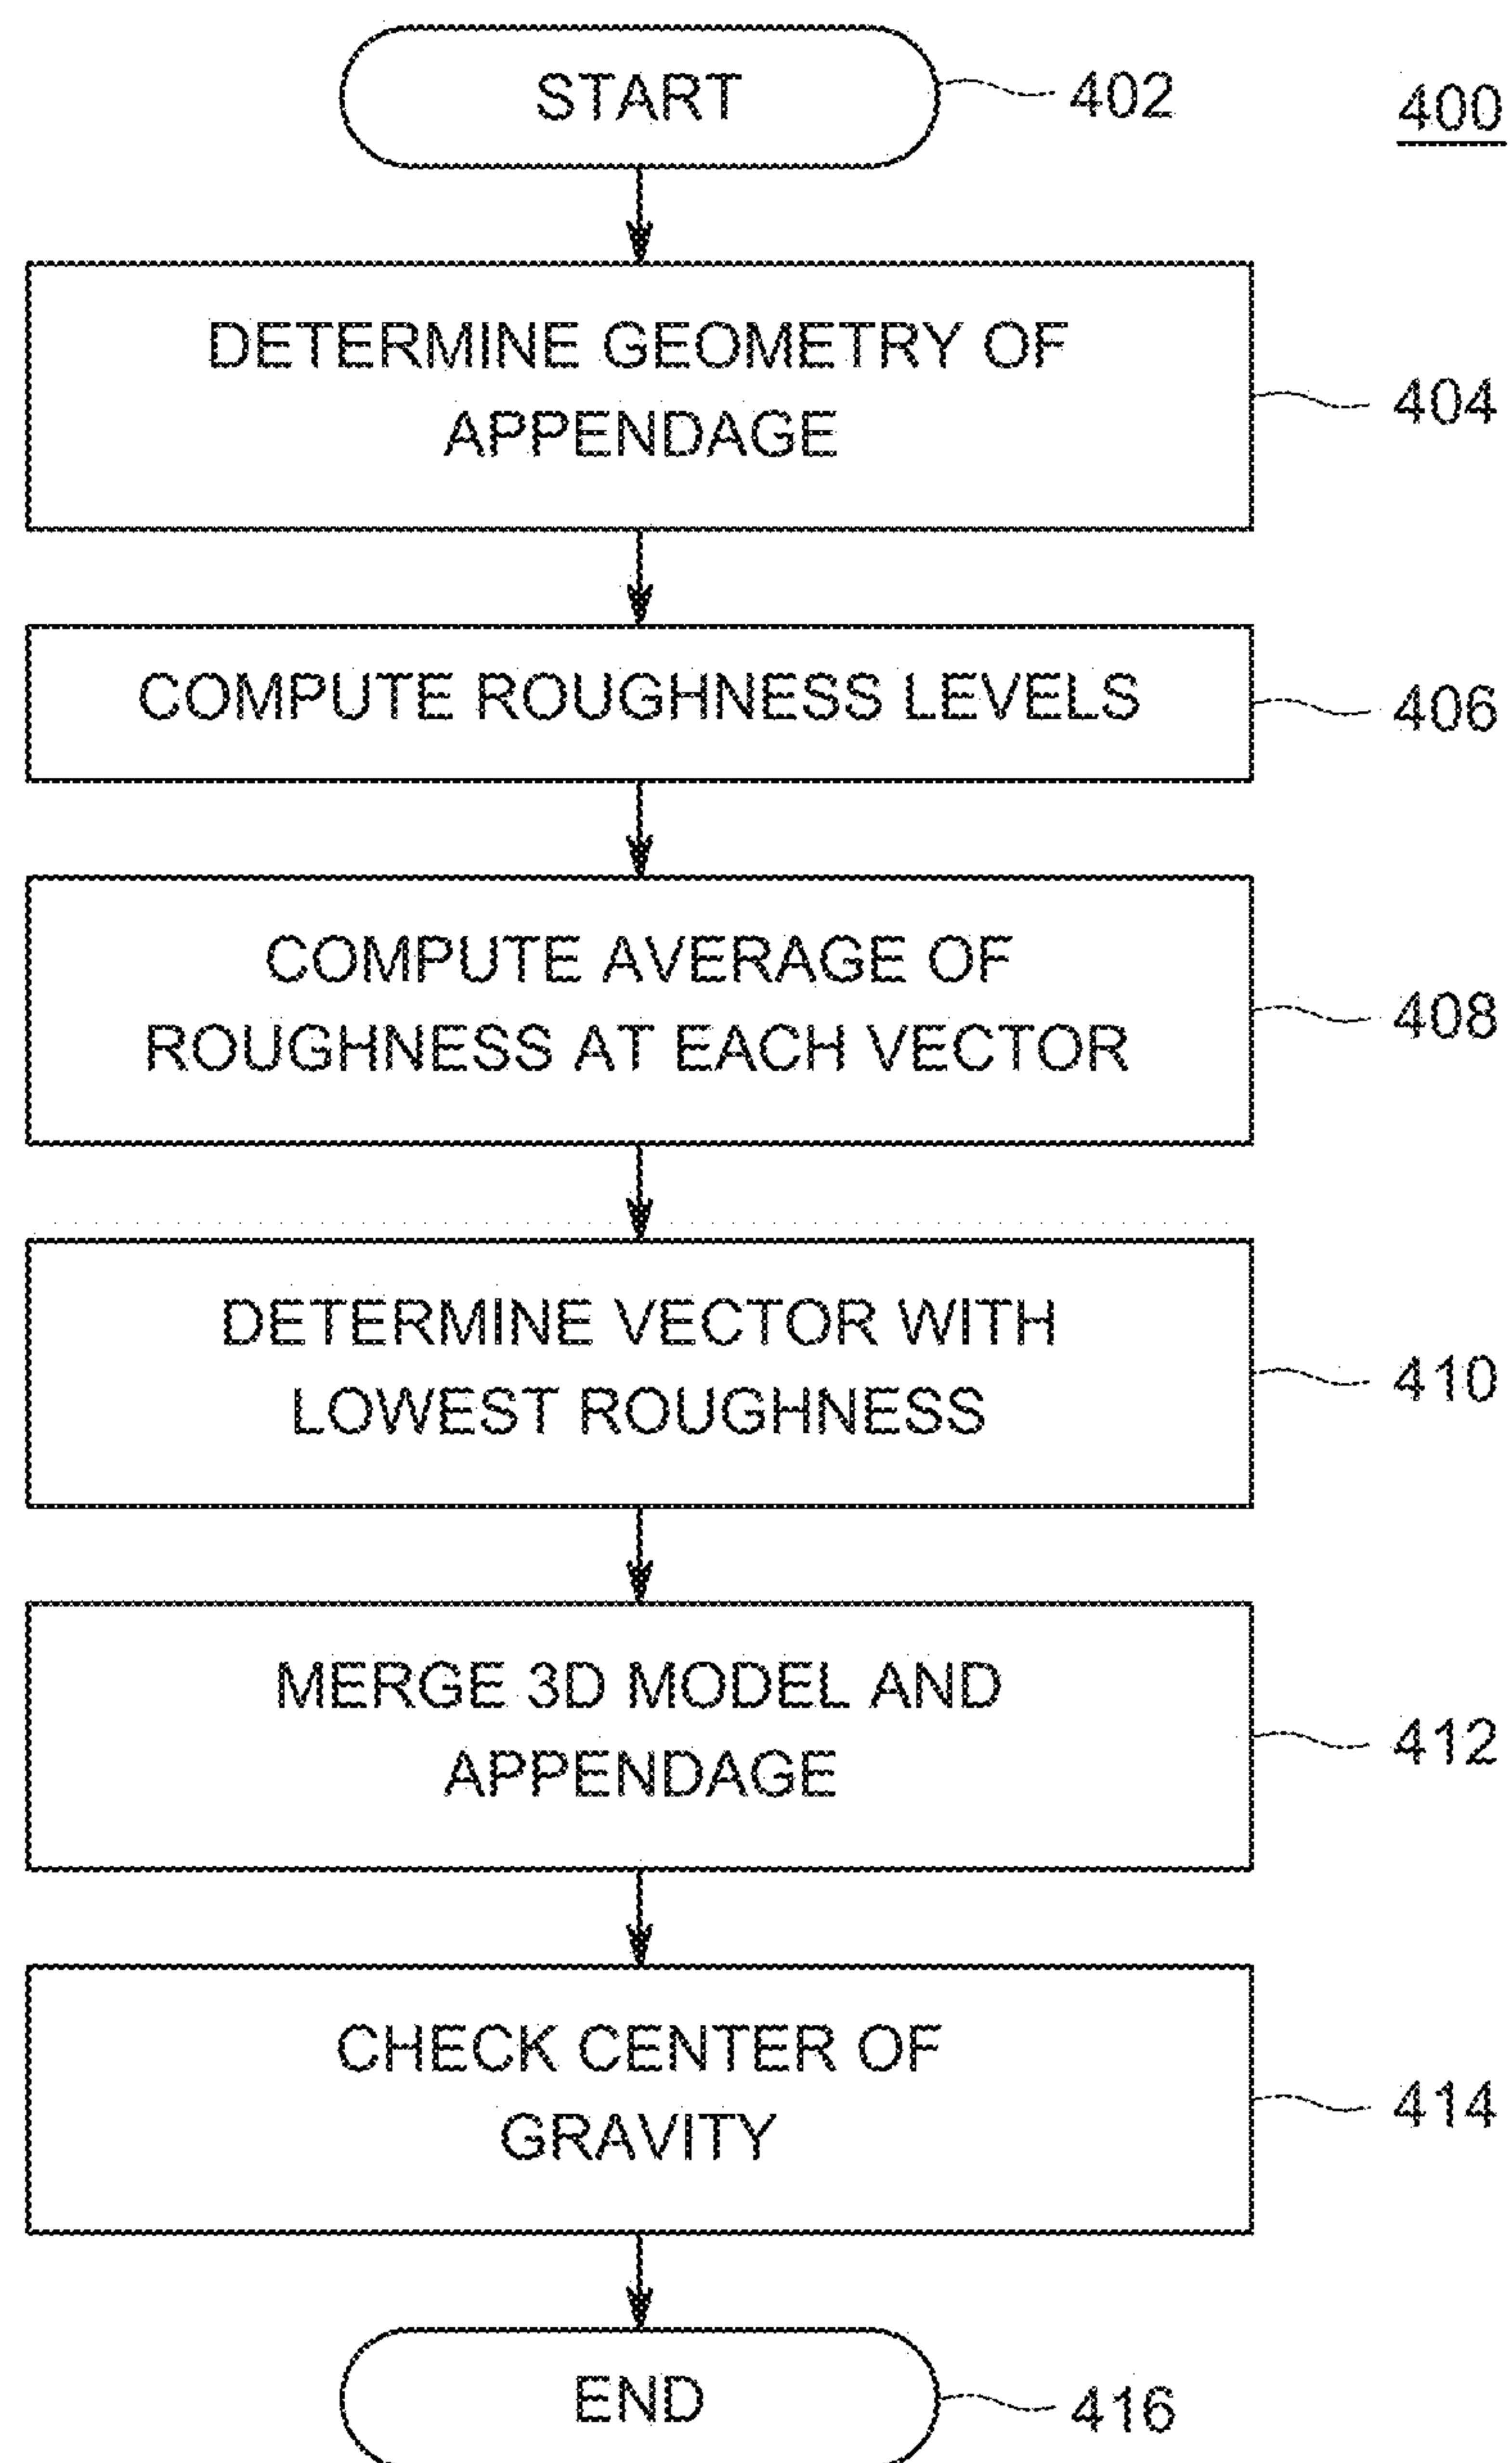 START
402
400
DETERMINE GEOMETRY OF
APPENDAGE
404
COMPUTE ROUGHNESS LEVELS
406
COMPUTE AVERAGE OF
ROUGHNESS AT EACH VECTOR
408
DETERMINE VECTOR WITH
LOWEST ROUGHNESS
410
MERGE 3D MODEL AND
APPENDAGE
412
CHECK CENTER OF
GRAVITY
414
END
416